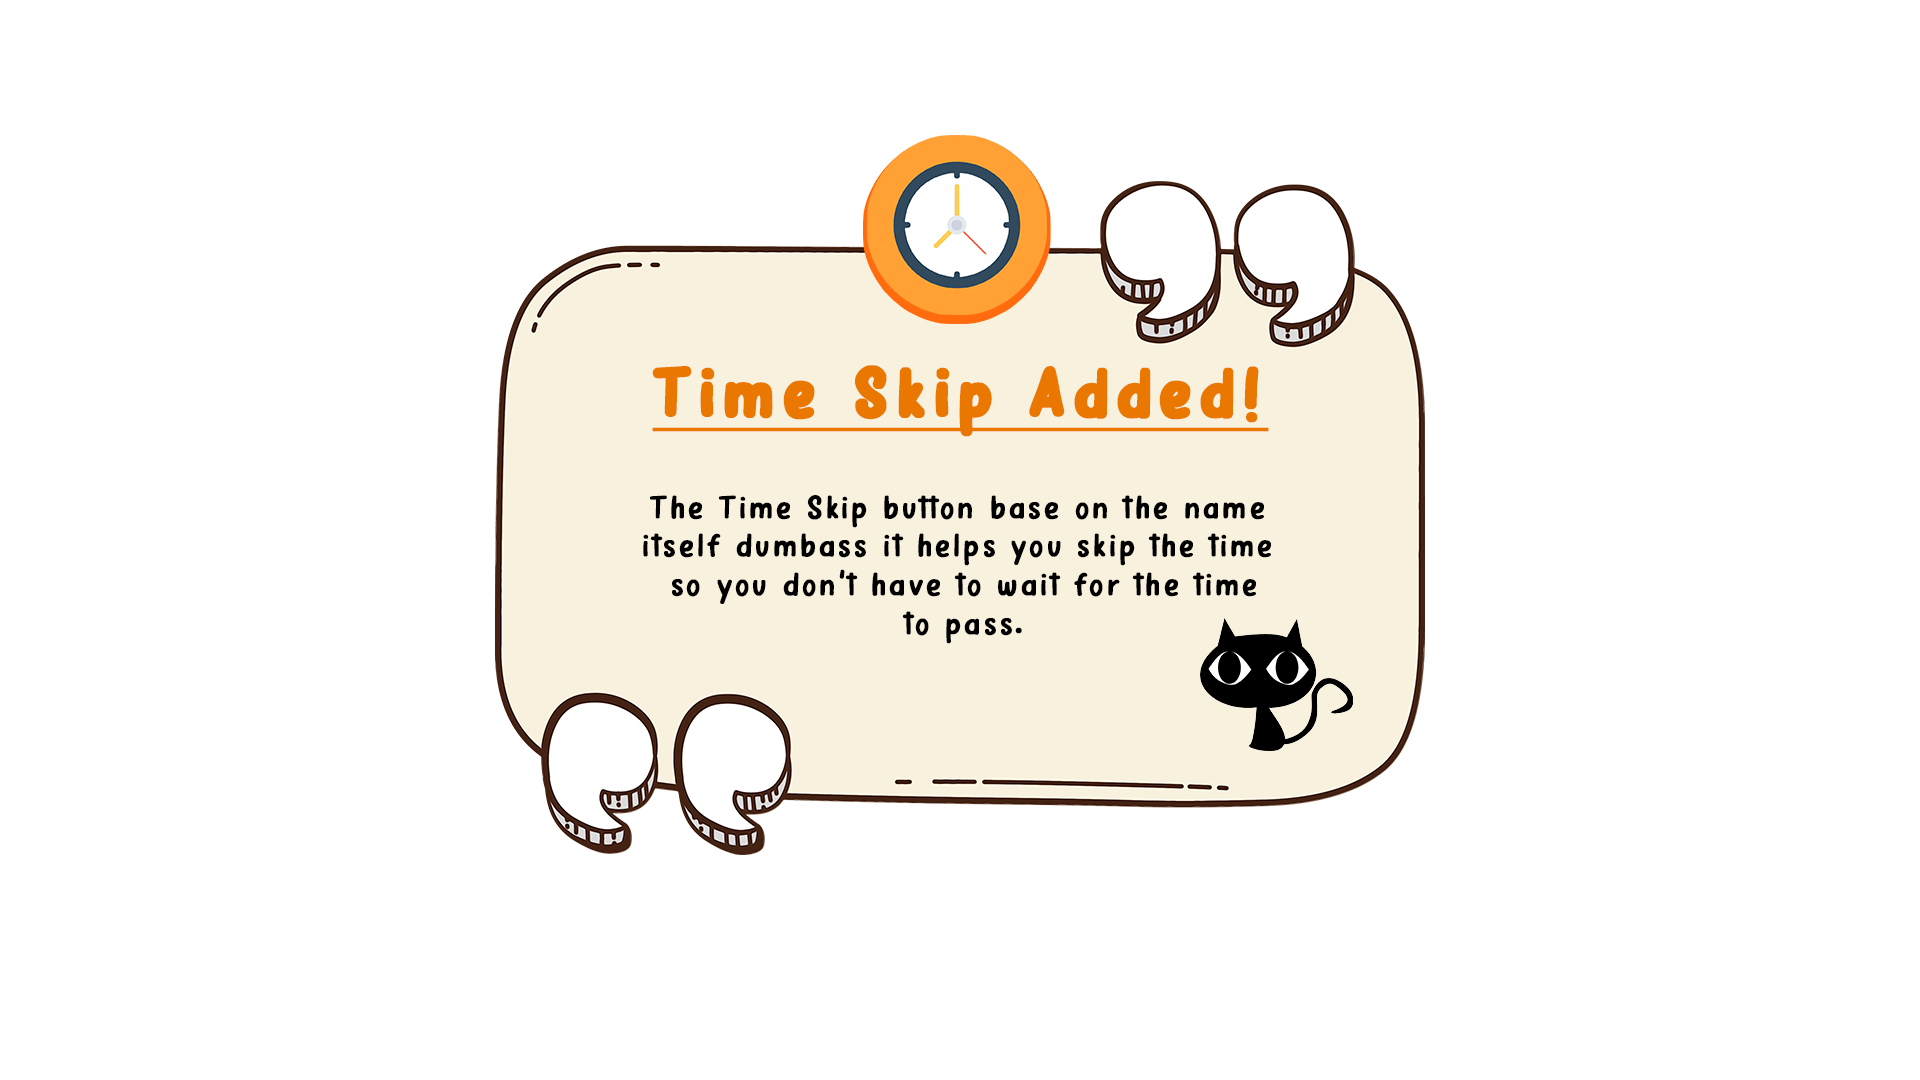 Time Skip Added!
The Time Skip button base on the name
itself dumbass it helps you skip the time
so you don't have to wait for the time
to pass.